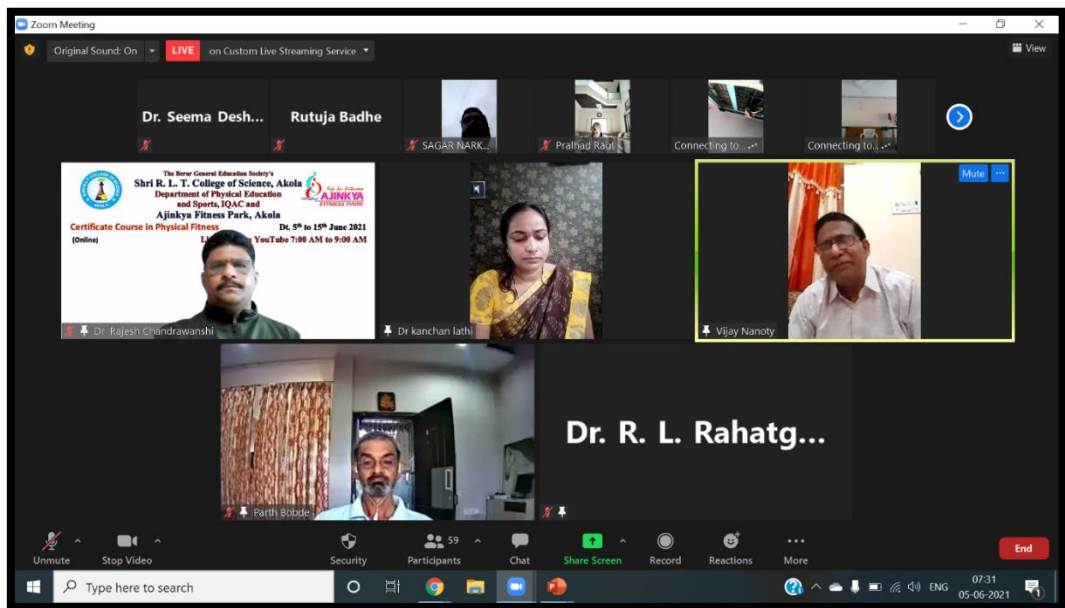 Zoom Meeting
Original Sound: On
LIVE on Custom Live Streaming Service
View
Dr. Seema Desh...
Rutuja Badhe
SAGAR NARK...
Pralhad Raut
Connecting to...
Connecting to...
The Berar General Education Society's
Shri R. L. T. College of Science, Akola
Department of Physical Education
and Sports, IQAC and
Ajinkya Fitness Park, Akola
Certificate Course in Physical Fitness Dt. 5th to 15th June 2021
(Online) YouTube 7:00 AM to 9:00 AM
AJINKYA
FITNESS PARK
Dr. Rajesh Chandrawanshi
Dr kanchan lathi
Mute
Vijay Nanoty
Parth Bobde
Dr. R. L. Rahatg...
Unmute
Stop Video
Security
Participants 59
Chat
Share Screen
Record
Reactions
More
End
Type here to search
ENG
07:31
05-06-2021
1